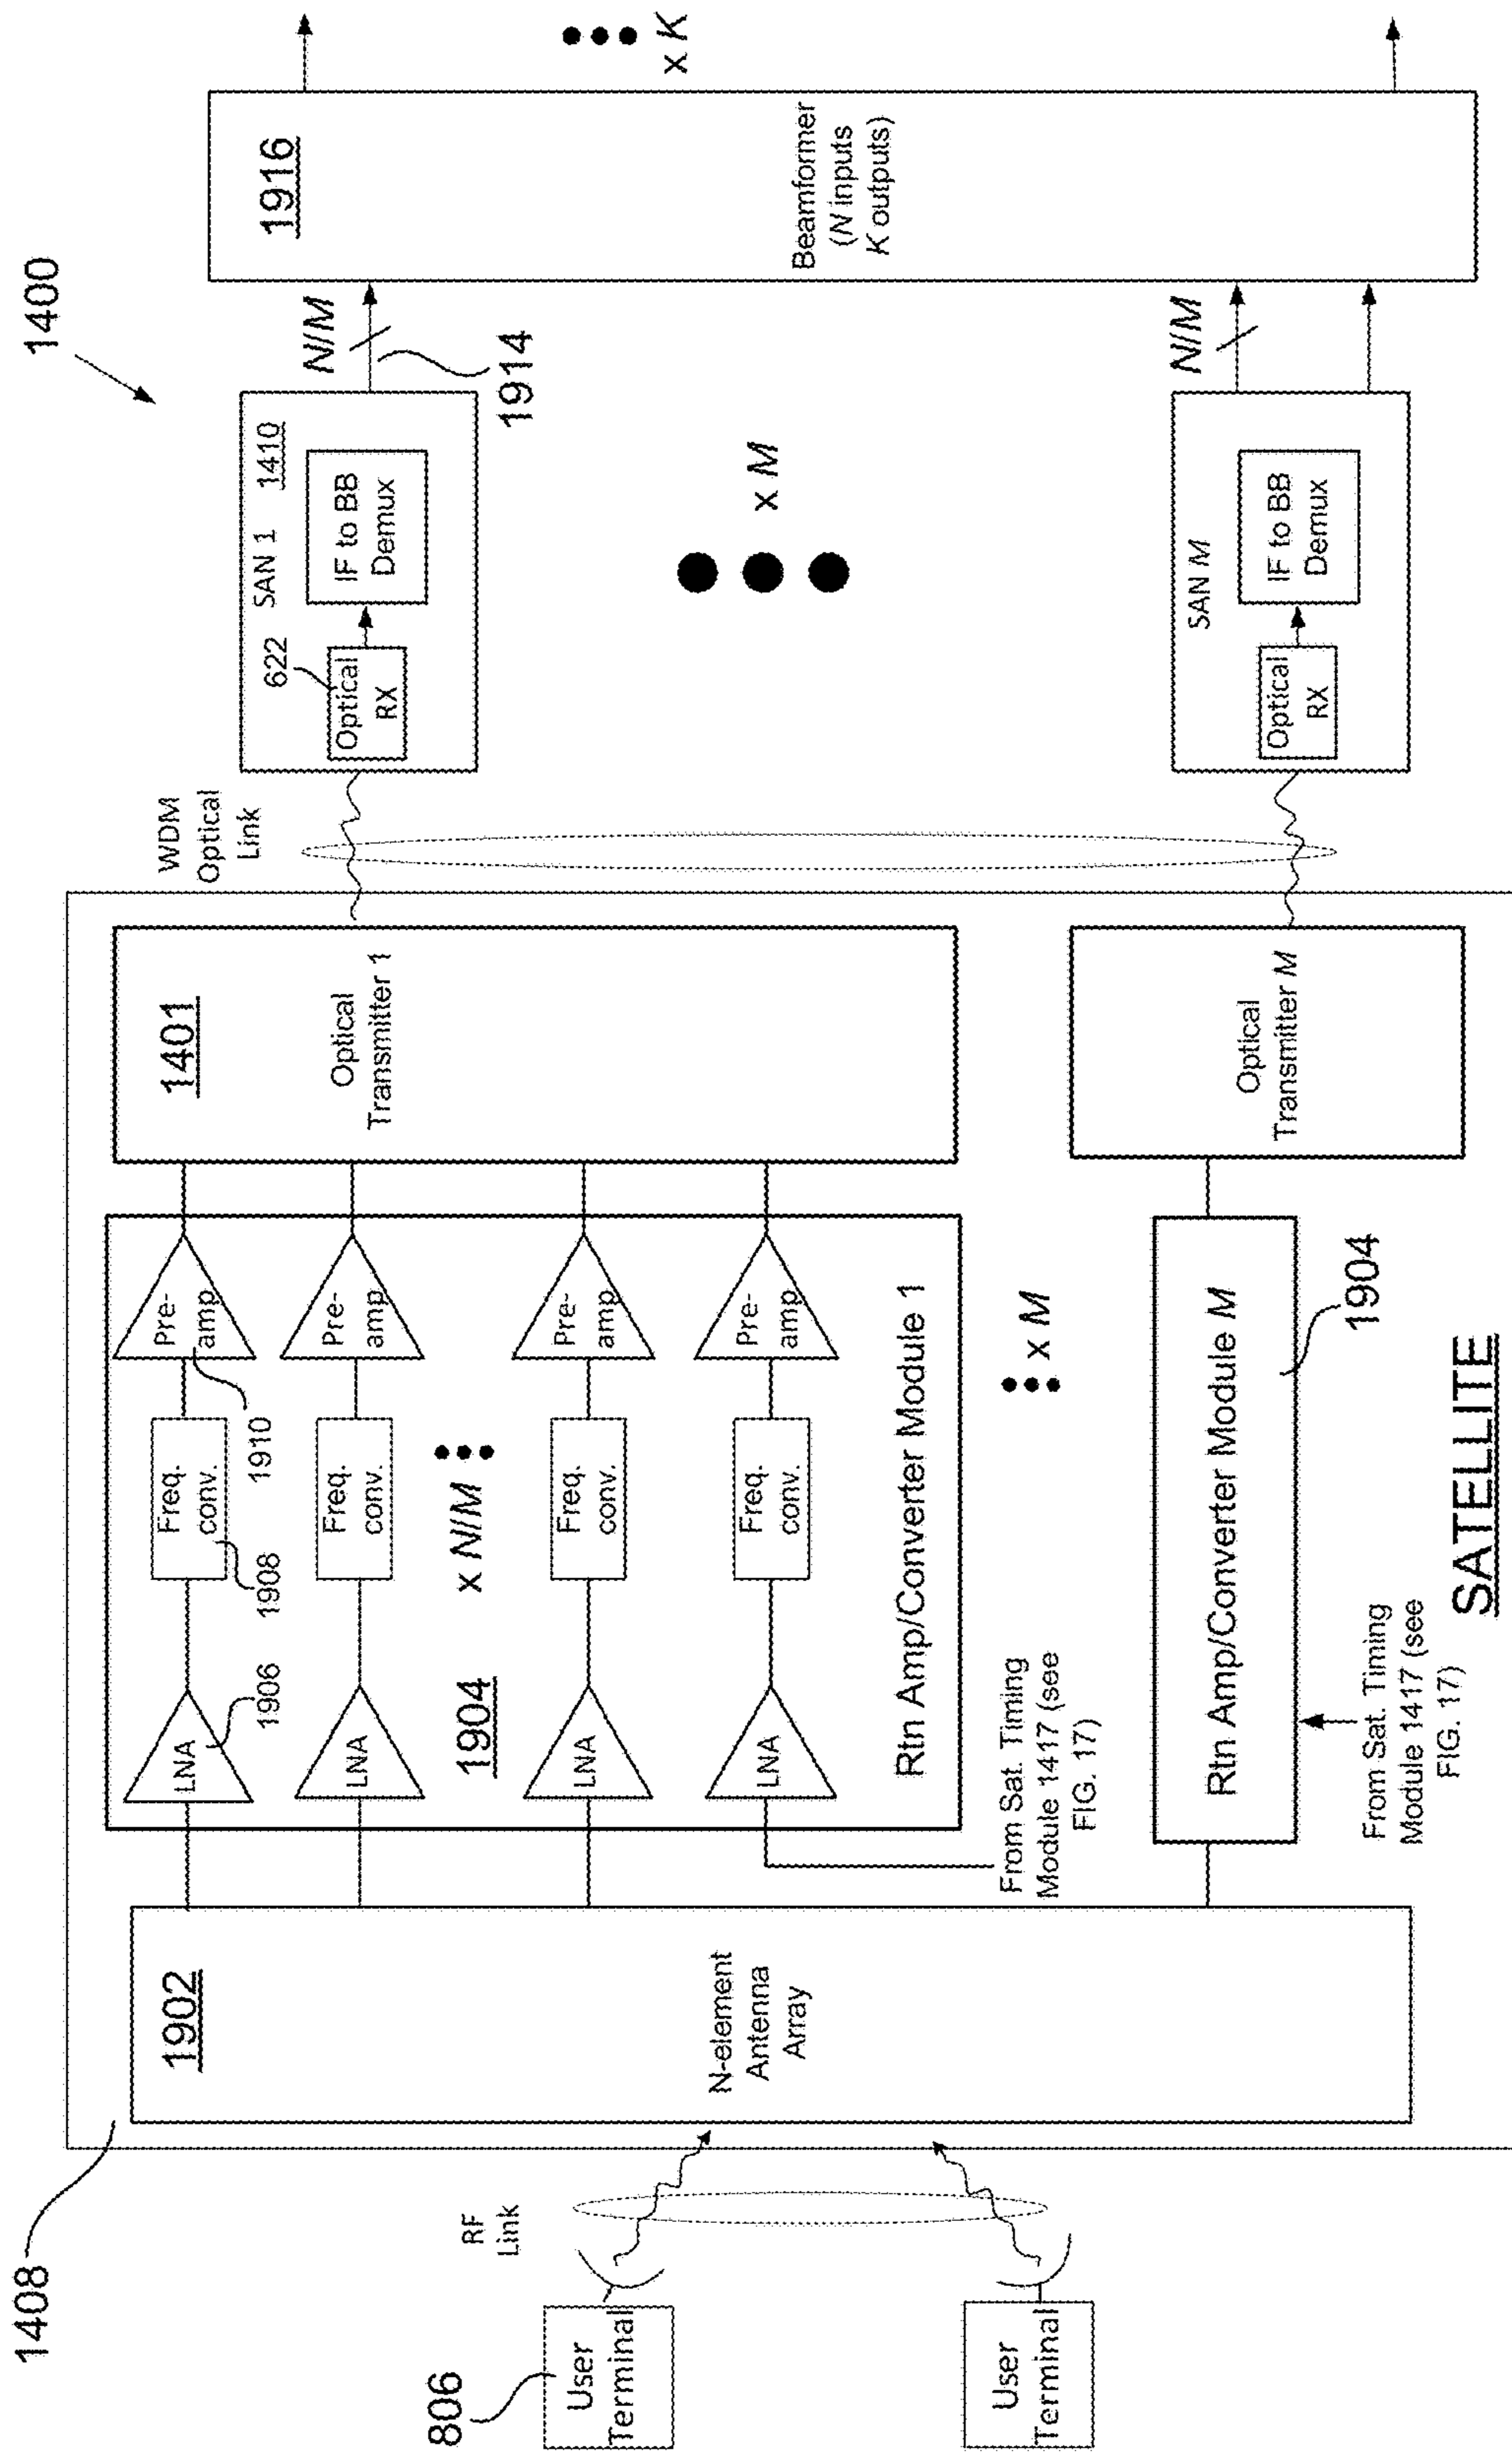 1400
1408
806
User
Terminal
User
Terminal
RF
Link
1902
N-element
Antenna
Array
LNA
1906
Freq.
conv.
1908
Pre-
amp
1910
LNA
Freq.
conv.
Pre-
amp
1904
x N/M
LNA
Freq.
conv.
Pre-
amp
LNA
Freq.
conv.
Pre-
amp
Rtn Amp/Converter Module 1
From Sat. Timing
Module 1417 (see
FIG. 17)
x M
Rtn Amp/Converter Module M
1904
From Sat. Timing
Module 1417 (see
FIG. 17)
SATELLITE
1401
Optical
Transmitter 1
Optical
Transmitter M
WDM
Optical
Link
SAN 1
1410
622
Optical
RX
IF to BB
Demux
N/M
1914
x M
SAN M
Optical
RX
IF to BB
Demux
N/M
1916
Beamformer
(N inputs
K outputs)
x K